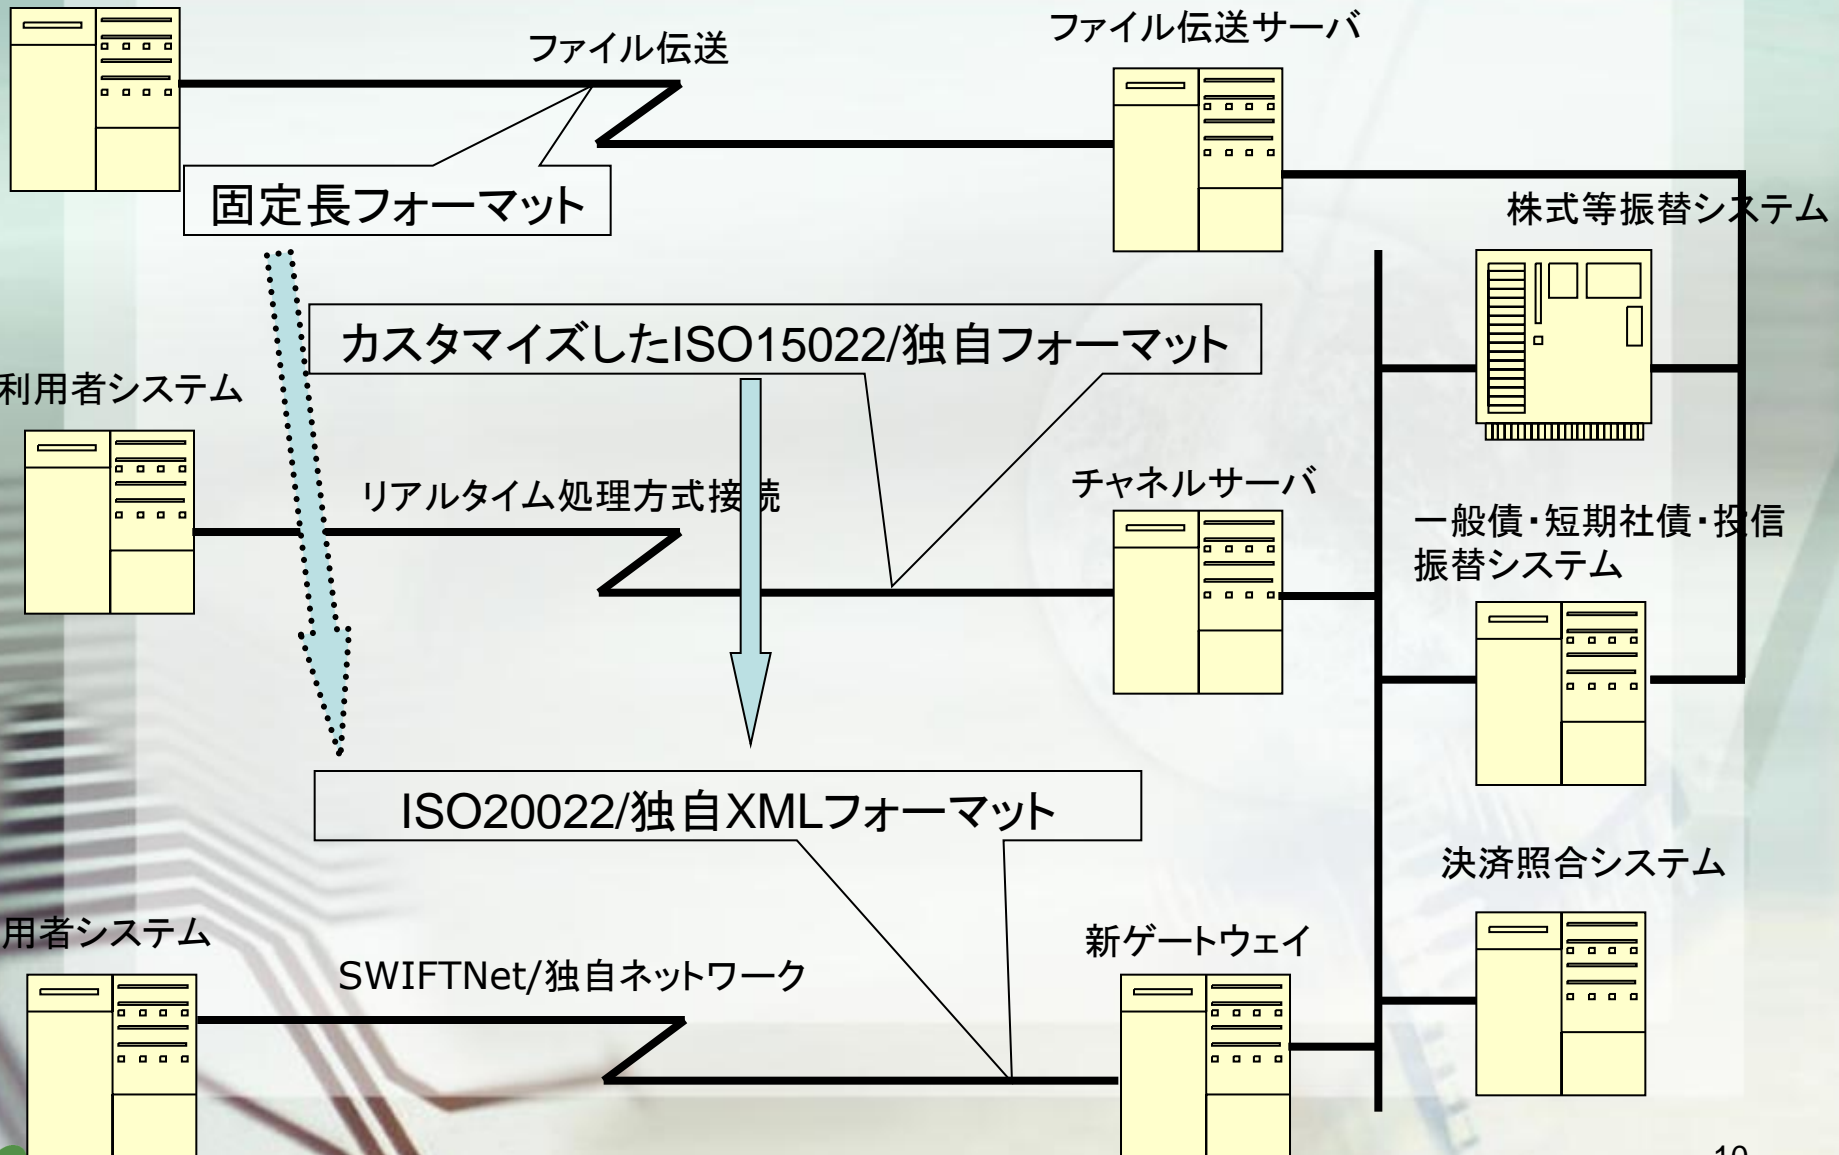 ファイル伝送
ファイル伝送サーバ
固定長フォーマット
株式等振替システム
カスタマイズしたISO15022/独自フォーマット
利用者システム
リアルタイム処理方式接続
チャネルサーバ
一般債・短期社債・投信
振替システム
ISO20022/独自XMLフォーマット
決済照合システム
用者システム
SWIFTNet/独自ネットワーク
新ゲートウェイ
10